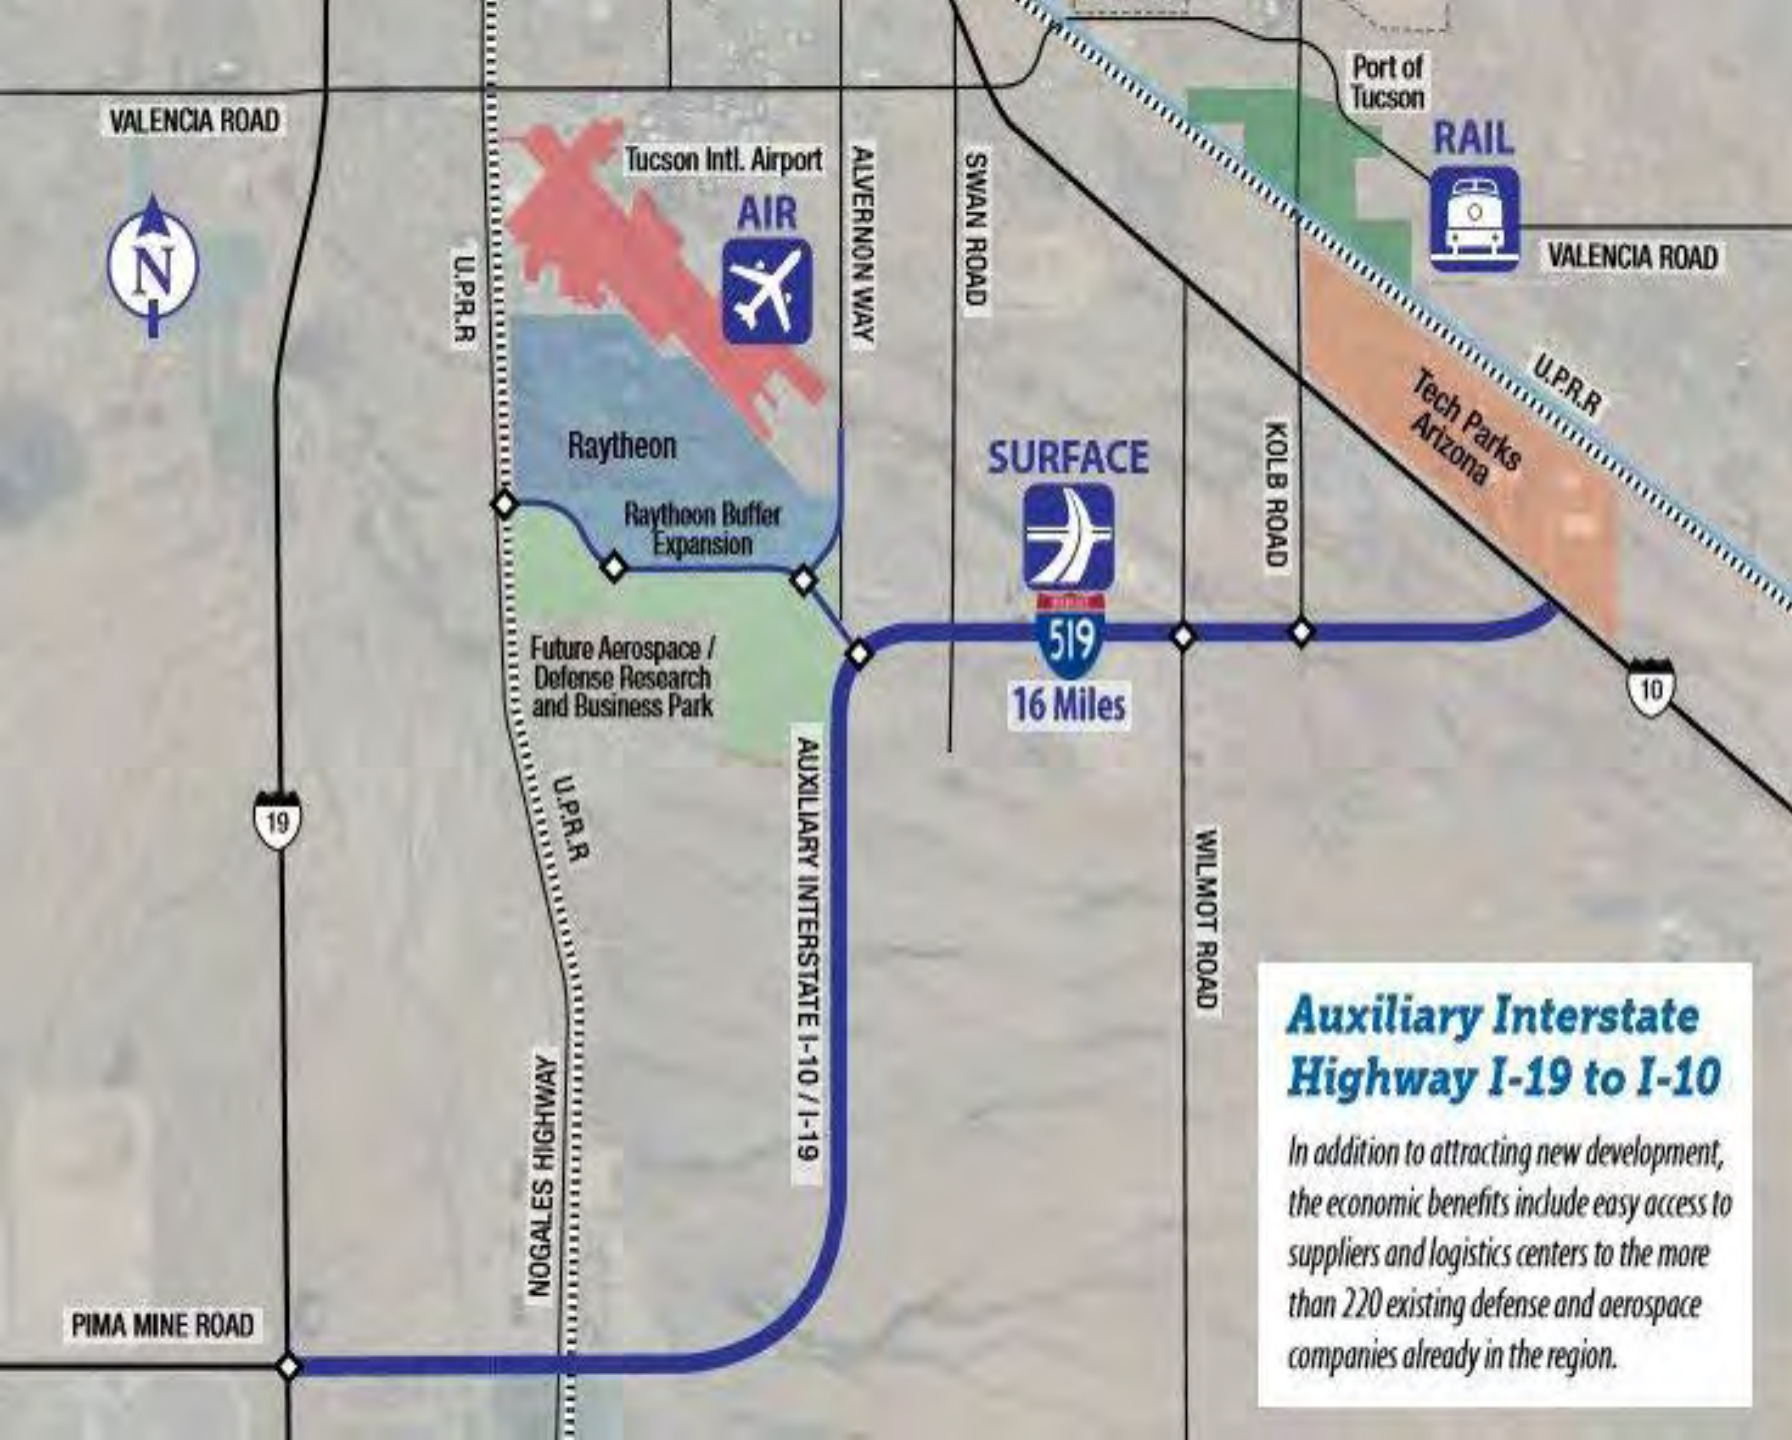 Port of
Tucson
VALENCIA ROAD
RAIL
Tucson Intl. Airport
AIR
ALVERNON WAY
SWAN ROAD
N
U.P.R.R
VALENCIA ROAD
U.P.R.R
Tech Parks
Arizona
Raytheon
SURFACE
KOLB ROAD
Raytheon Buffer
Expansion
519
16 Miles
Future Aerospace /
Defense Research
and Business Park
10
19
U.P.R.R
AUXILIARY INTERSTATE I-10 / I-19
WILMOT ROAD
NOGALES HIGHWAY
PIMA MINE ROAD
Auxiliary Interstate
Highway I-19 to I-10
In addition to attracting new development,
the economic benefits include easy access to
suppliers and logistics centers to the more
than 220 existing defense and aerospace
companies already in the region.